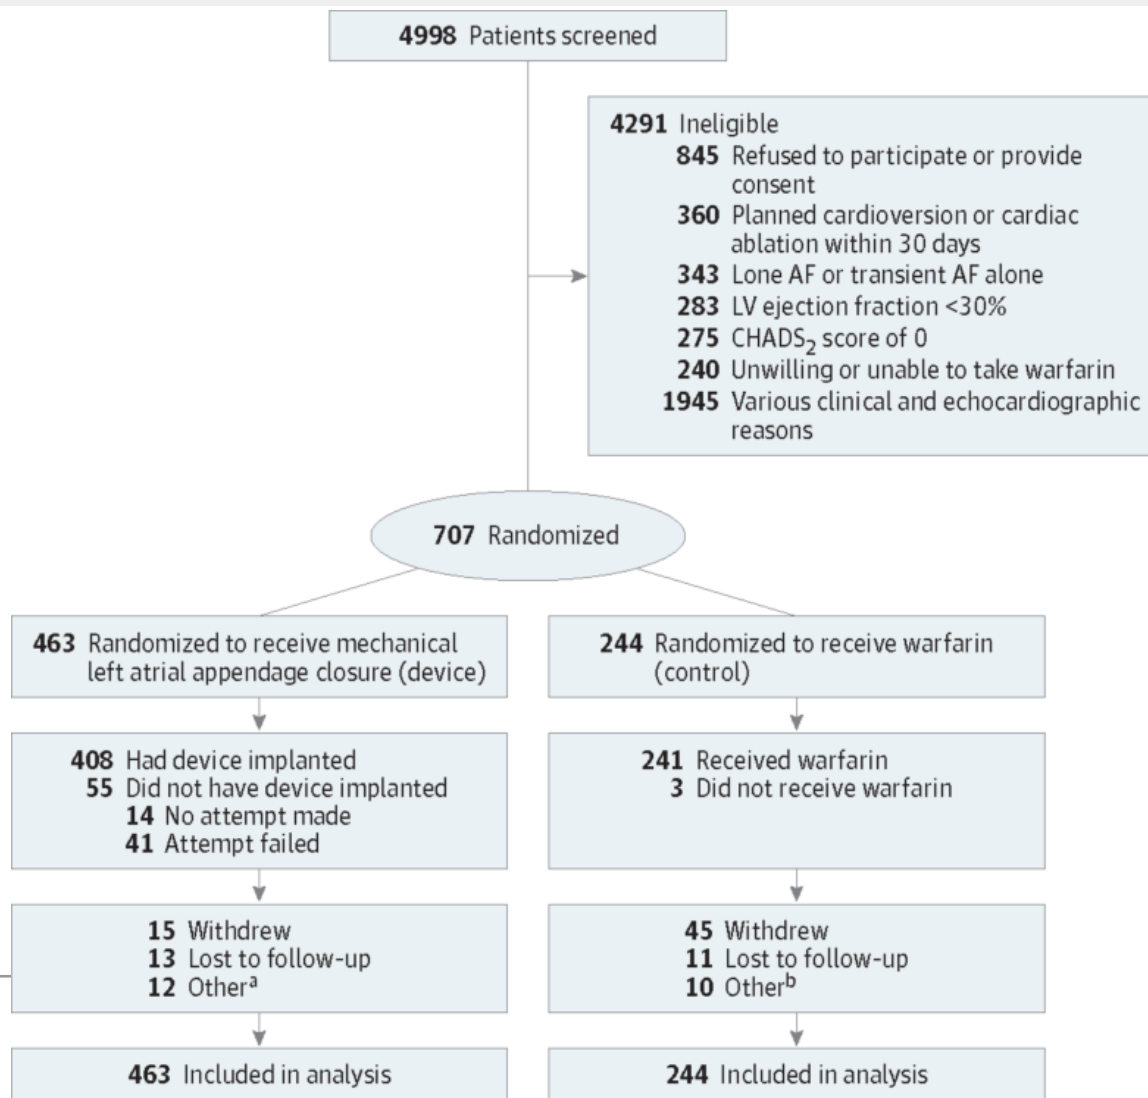 4998 Patients screened
4291 Ineligible
845 Refused to participate or provide
consent
360 Planned cardioversion or cardiac
ablation within 30 days
343 Lone AF or transient AF alone
283 LV ejection fraction <30%
275 CHADS₂ score of 0
240 Unwilling or unable to take warfarin
1945 Various clinical and echocardiographic
reasons
707 Randomized
463 Randomized to receive mechanical
left atrial appendage closure (device)
244 Randomized to receive warfarin
(control)
408 Had device implanted
55 Did not have device implanted
14 No attempt made
41 Attempt failed
241 Received warfarin
3 Did not receive warfarin
15 Withdrew
13 Lost to follow-up
12 Otherᵃ
45 Withdrew
11 Lost to follow-up
10 Otherᵇ
463 Included in analysis
244 Included in analysis